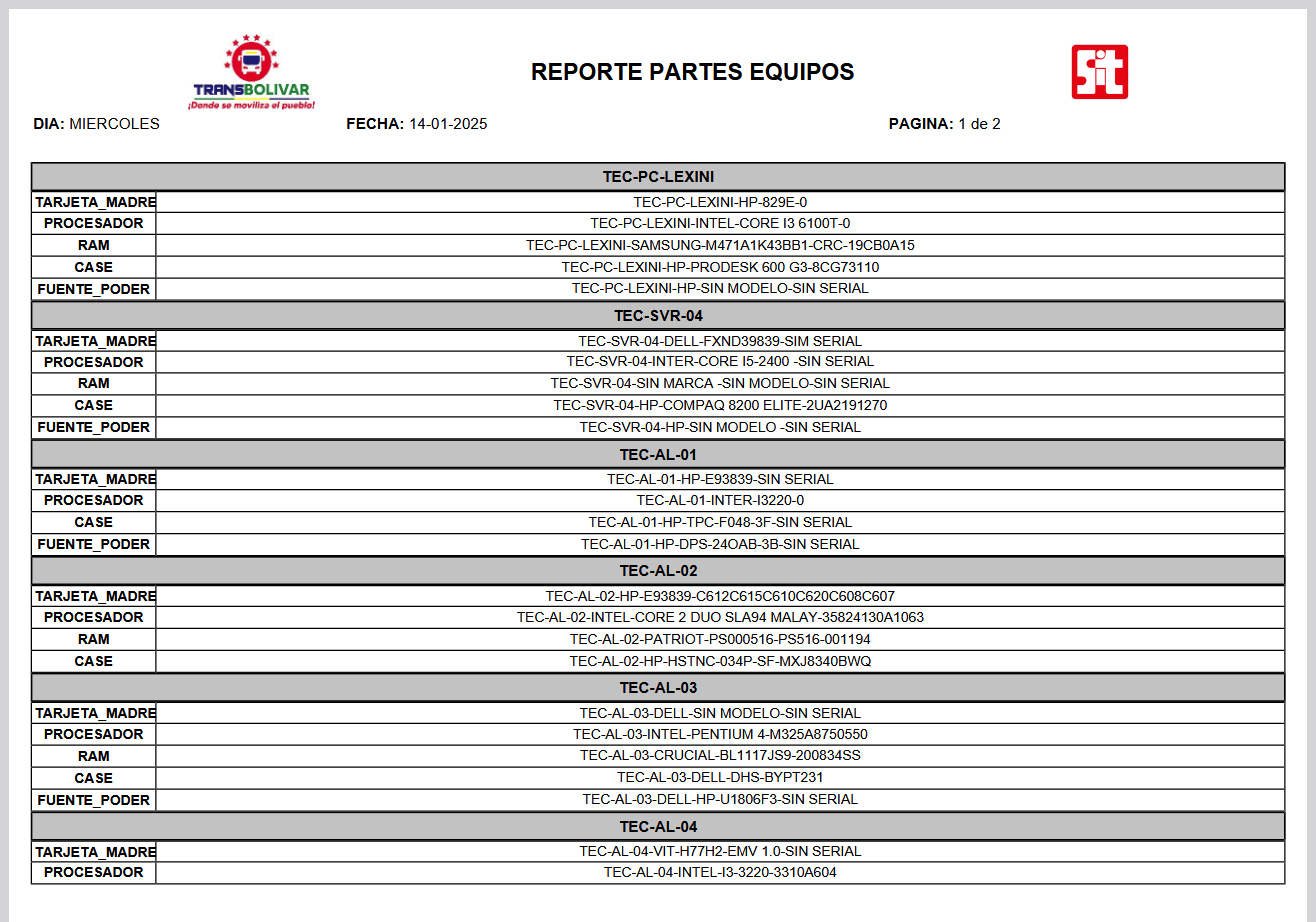 TRANSBOLIVAR
¡Donde se moviliza el pueblo!
REPORTE PARTES EQUIPOS
sit
DIA: MIERCOLES FECHA: 14-01-2025 PAGINA: 1 de 2
TEC-PC-LEXINI
TARJETA_MADRE TEC-PC-LEXINI-HP-829E-0
PROCESADOR TEC-PC-LEXINI-INTEL-CORE I3 6100T-0
RAM TEC-PC-LEXINI-SAMSUNG-M471A1K43BB1-CRC-19CB0A15
CASE TEC-PC-LEXINI-HP-PRODESK 600 G3-8CG73110
FUENTE_PODER TEC-PC-LEXINI-HP-SIN MODELO-SIN SERIAL
TEC-SVR-04
TARJETA_MADRE TEC-SVR-04-DELL-FXND39839-SIM SERIAL
PROCESADOR TEC-SVR-04-INTER-CORE I5-2400 -SIN SERIAL
RAM TEC-SVR-04-SIN MARCA -SIN MODELO-SIN SERIAL
CASE TEC-SVR-04-HP-COMPAQ 8200 ELITE-2UA2191270
FUENTE_PODER TEC-SVR-04-HP-SIN MODELO -SIN SERIAL
TEC-AL-01
TARJETA_MADRE TEC-AL-01-HP-E93839-SIN SERIAL
PROCESADOR TEC-AL-01-INTER-I3220-0
CASE TEC-AL-01-HP-TPC-F048-3F-SIN SERIAL
FUENTE_PODER TEC-AL-01-HP-DPS-24OAB-3B-SIN SERIAL
TEC-AL-02
TARJETA_MADRE TEC-AL-02-HP-E93839-C612C615C610C620C608C607
PROCESADOR TEC-AL-02-INTEL-CORE 2 DUO SLA94 MALAY-35824130A1063
RAM TEC-AL-02-PATRIOT-PS000516-PS516-001194
CASE TEC-AL-02-HP-HSTNC-034P-SF-MXJ8340BWQ
TEC-AL-03
TARJETA_MADRE TEC-AL-03-DELL-SIN MODELO-SIN SERIAL
PROCESADOR TEC-AL-03-INTEL-PENTIUM 4-M325A8750550
RAM TEC-AL-03-CRUCIAL-BL1117JS9-200834SS
CASE TEC-AL-03-DELL-DHS-BYPT231
FUENTE_PODER TEC-AL-03-DELL-HP-U1806F3-SIN SERIAL
TEC-AL-04
TARJETA_MADRE TEC-AL-04-VIT-H77H2-EMV 1.0-SIN SERIAL
PROCESADOR TEC-AL-04-INTEL-I3-3220-3310A604